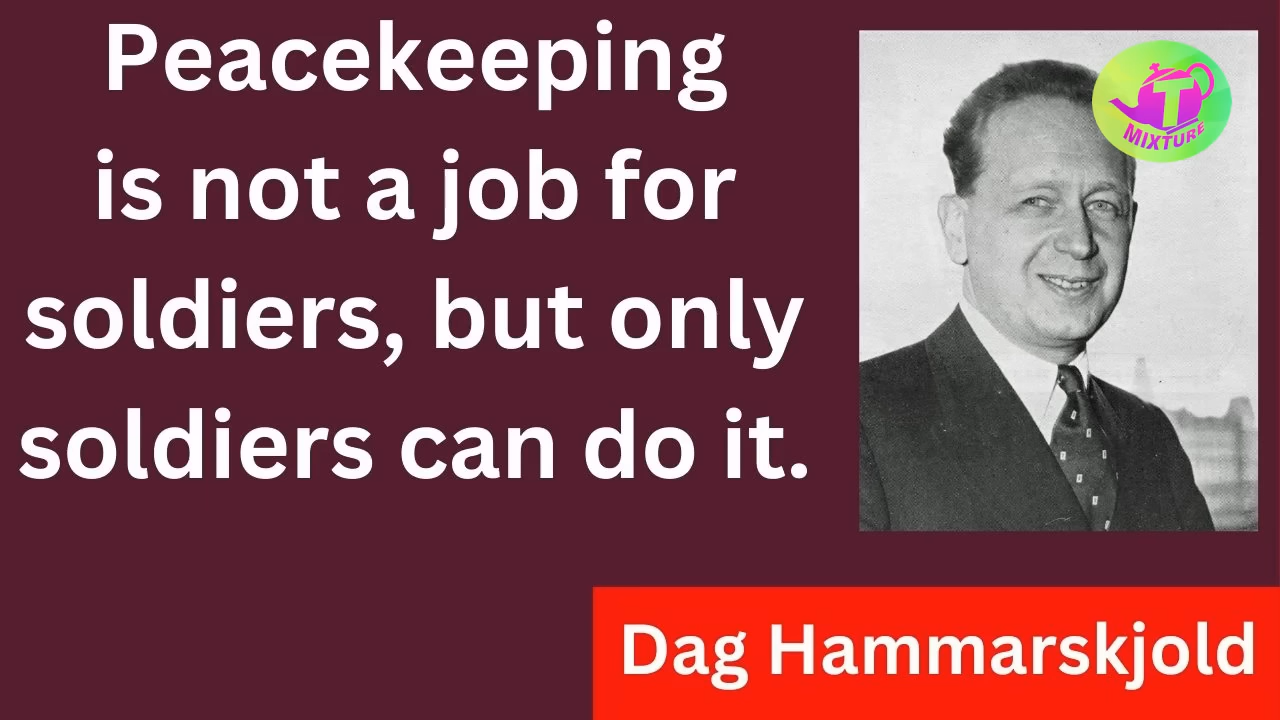 Peacekeeping
is not a job for
soldiers, but only
soldiers can do it.
T
MIXTURE
Dag Hammarskjold